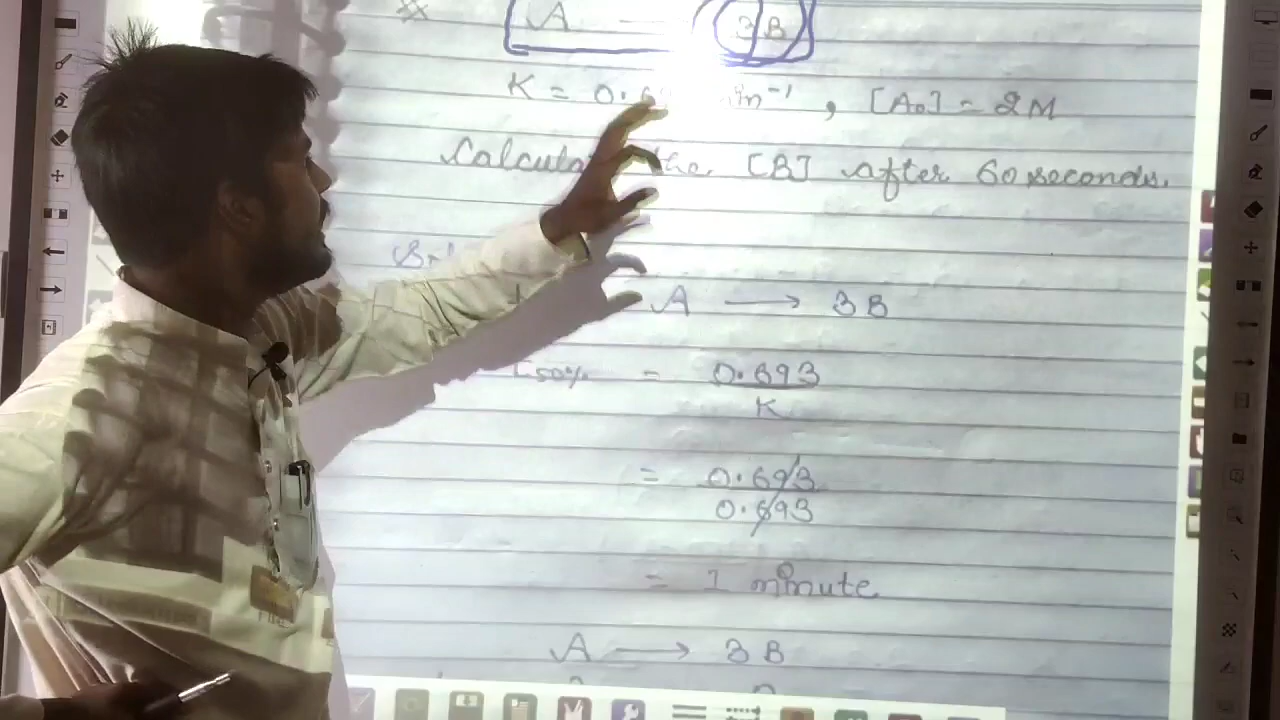 A — 3B
K = 0.6 min⁻¹ , [A₀] = 2M
the [B] after 60 seconds.
A ⟶ 3B
50% = 0.693
K
= 0.693
0.693
= 1 minute
A ⟶ 3B